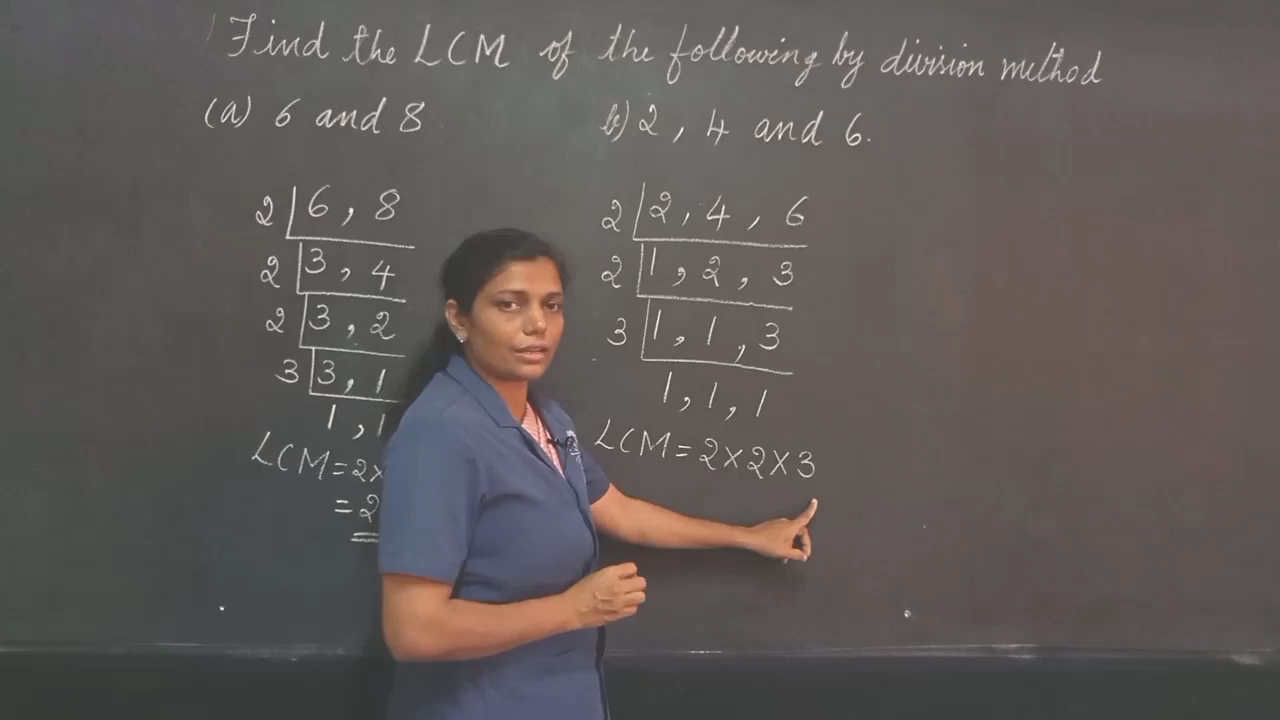 Find the LCM of the following by division method
(a) 6 and 8
2 6, 8
2 3, 4
2 3, 2
3 3, 1
1, 1
LCM = 2×
= 2
b) 2, 4 and 6.
2 2, 4, 6
2 1, 2, 3
3 1, 1, 3
1, 1, 1
LCM = 2×2×3